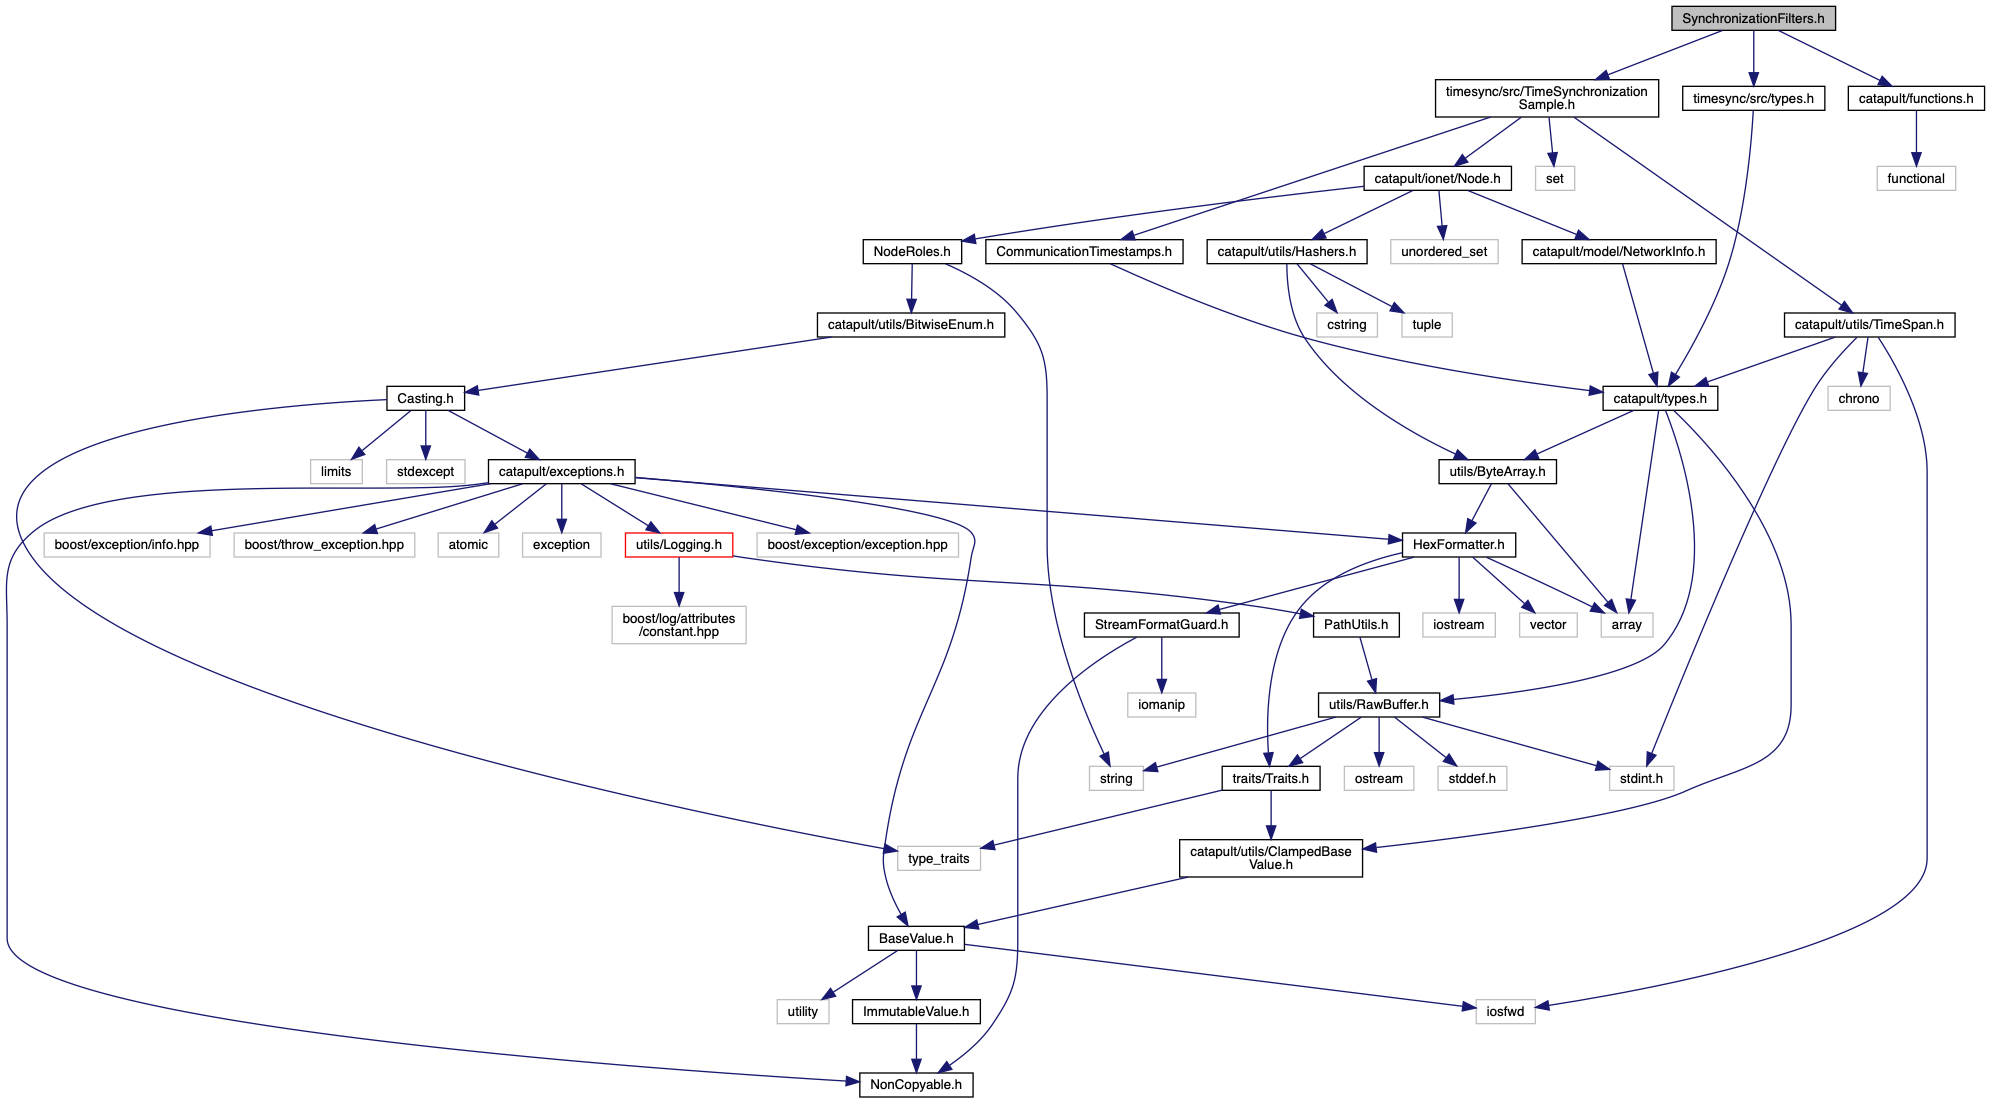 SynchronizationFilters.h
timesync/src/TimeSynchronization
Sample.h
timesync/src/types.h
catapult/functions.h
catapult/ionet/Node.h
set
functional
NodeRoles.h
CommunicationTimestamps.h
catapult/utils/Hashers.h
unordered_set
catapult/model/NetworkInfo.h
catapult/utils/BitwiseEnum.h
cstring
tuple
catapult/utils/TimeSpan.h
Casting.h
catapult/types.h
chrono
limits
stdexcept
catapult/exceptions.h
utils/ByteArray.h
boost/exception/info.hpp
boost/throw_exception.hpp
atomic
exception
utils/Logging.h
boost/exception/exception.hpp
HexFormatter.h
boost/log/attributes
/constant.hpp
StreamFormatGuard.h
PathUtils.h
iostream
vector
array
iomanip
utils/RawBuffer.h
string
traits/Traits.h
ostream
stddef.h
stdint.h
type_traits
catapult/utils/ClampedBase
Value.h
BaseValue.h
utility
ImmutableValue.h
iosfwd
NonCopyable.h